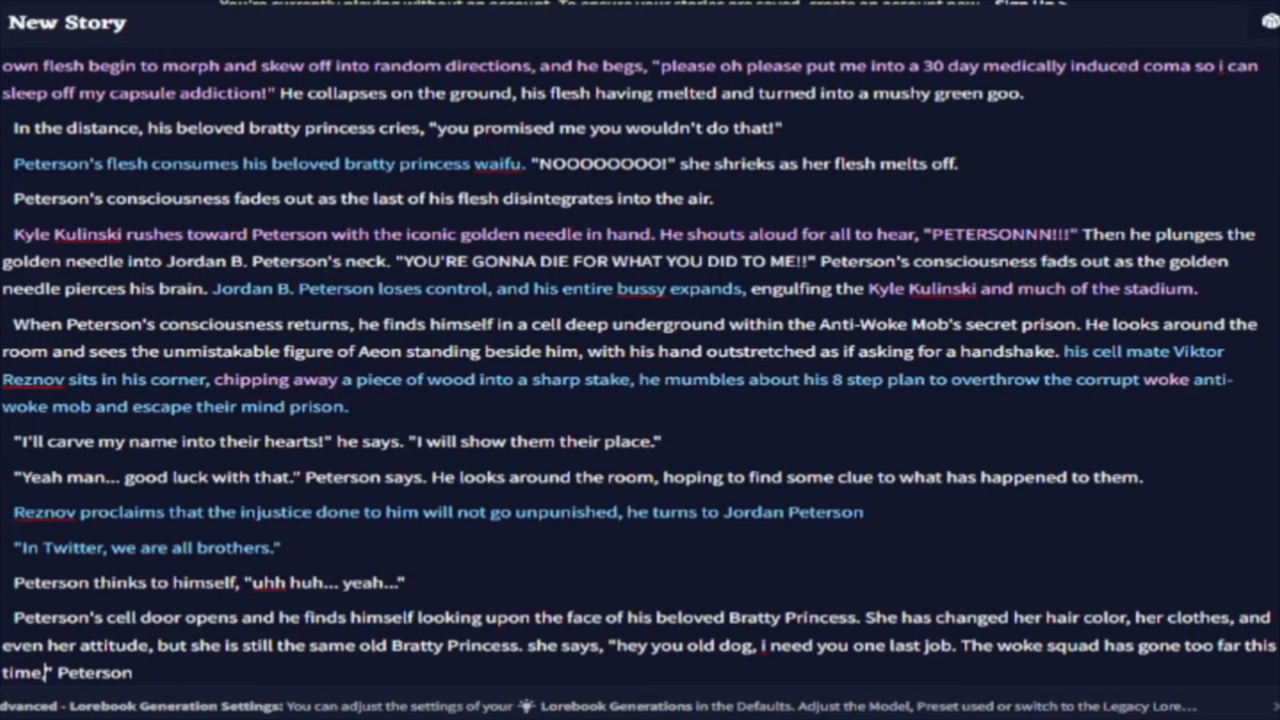 You're currently playing without an account. To ensure your stories are saved, create an account now. Sign Up >
New Story
own flesh begin to morph and skew off into random directions, and he begs, "please oh please put me into a 30 day medically induced coma so i can
sleep off my capsule addiction!" He collapses on the ground, his flesh having melted and turned into a mushy green goo.
In the distance, his beloved bratty princess cries, "you promised me you wouldn't do that!"
Peterson's flesh consumes his beloved bratty princess waifu. "NOOOOOOOO!" she shrieks as her flesh melts off.
Peterson's consciousness fades out as the last of his flesh disintegrates into the air.
Kyle Kulinski rushes toward Peterson with the iconic golden needle in hand. He shouts aloud for all to hear, "PETERSONNN!!!" Then he plunges the
golden needle into Jordan B. Peterson's neck. "YOU'RE GONNA DIE FOR WHAT YOU DID TO ME!!" Peterson's consciousness fads out as the golden
needle pierces his brain. Jordan B. Peterson loses control, and his entire bussy expands, engulfing the Kyle Kulinski and much of the stadium.
When Peterson's consciousness returns, he finds himself in a cell deep underground within the Anti-Woke Mob's secret prison. He looks around the
room and sees the unmistakable figure of Aeon standing beside him, with his hand outstretched as if asking for a handshake. his cell mate Viktor
Reznov sits in his corner, chipping away a piece of wood into a sharp stake, he mumbles about his 8 step plan to overthrow the corrupt woke anti-
woke mob and escape their mind prison.
"I'll carve my name into their hearts!" he says. "I will show them their place."
"Yeah man... good luck with that." Peterson says. He looks around the room, hoping to find some clue to what has happened to them.
Reznov proclaims that the injustice done to him will not go unpunished, he turns to Jordan Peterson
"In Twitter, we are all brothers."
Peterson thinks to himself, "uhh huh... yeah..."
Peterson's cell door opens and he finds himself looking upon the face of his beloved Bratty Princess. She has changed her hair color, her clothes, and
even her attitude, but she is still the same old Bratty Princess. she says, "hey you old dog, i need you one last job. The woke squad has gone too far this
time," Peterson
dvanced - Lorebook Generation Settings: You can adjust the settings of your Lorebook Generations in the Defaults. Adjust the Model, Preset used or switch to the Legacy Lore...